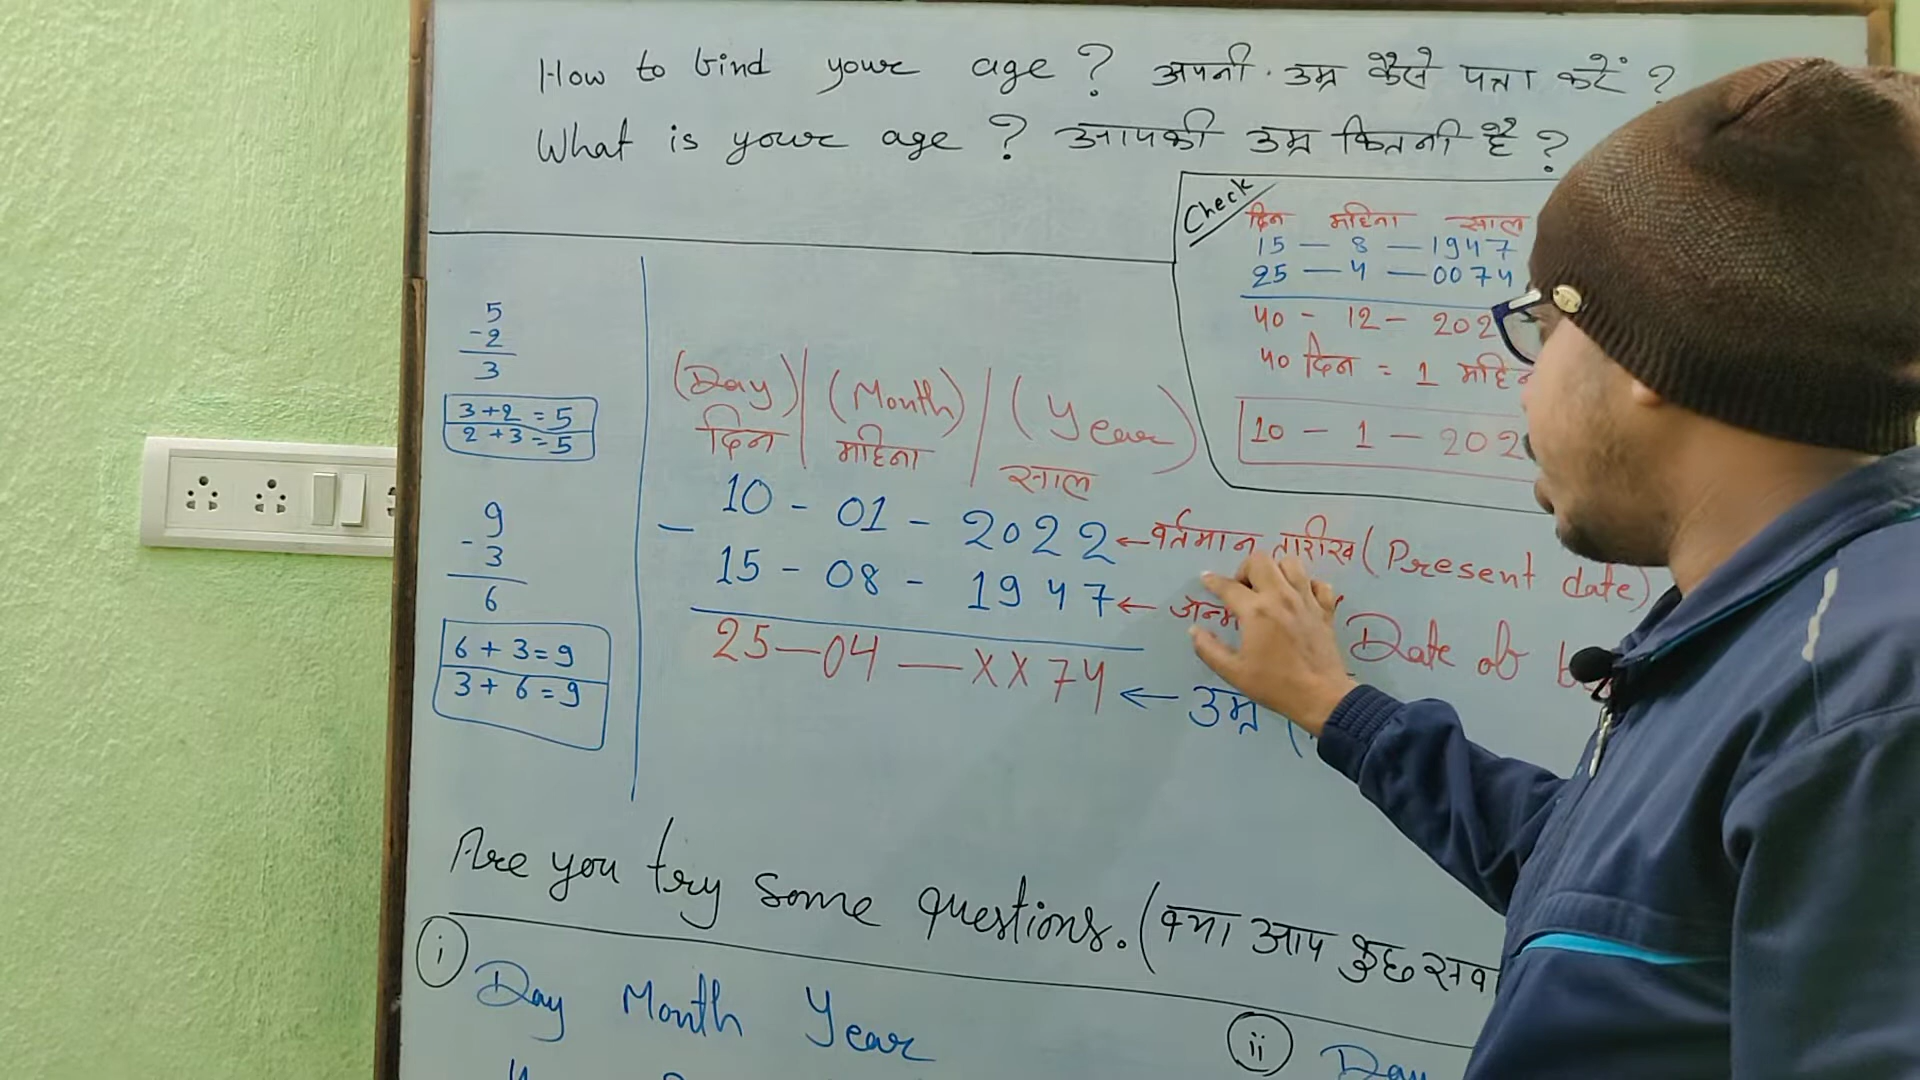 How to find your age ? अपनी उम्र कैसे पता करें ?
What is your age ? आपकी उम्र कितनी है ?
Check
दिन महिना साल
15 — 8 — 1947
25 — 4 — 0074
40 - 12 - 202
40 दिन = 1
10 - 1 - 202
5
-2
3
3+2=5
2+3=5
9
- 3
6
6+3=9
3+6=9
(Day) | (Month) | (Year)
दिन | महिना | साल
10 - 01 - 2022 ← वर्तमान तारीख (Present date)
- 15 - 08 - 1947 ← जन्म Date of
25 — 04 — XX74 ← उम्र (
Are you try some questions. (क्या आप कुछ
i
Day Month Year
ii
Day